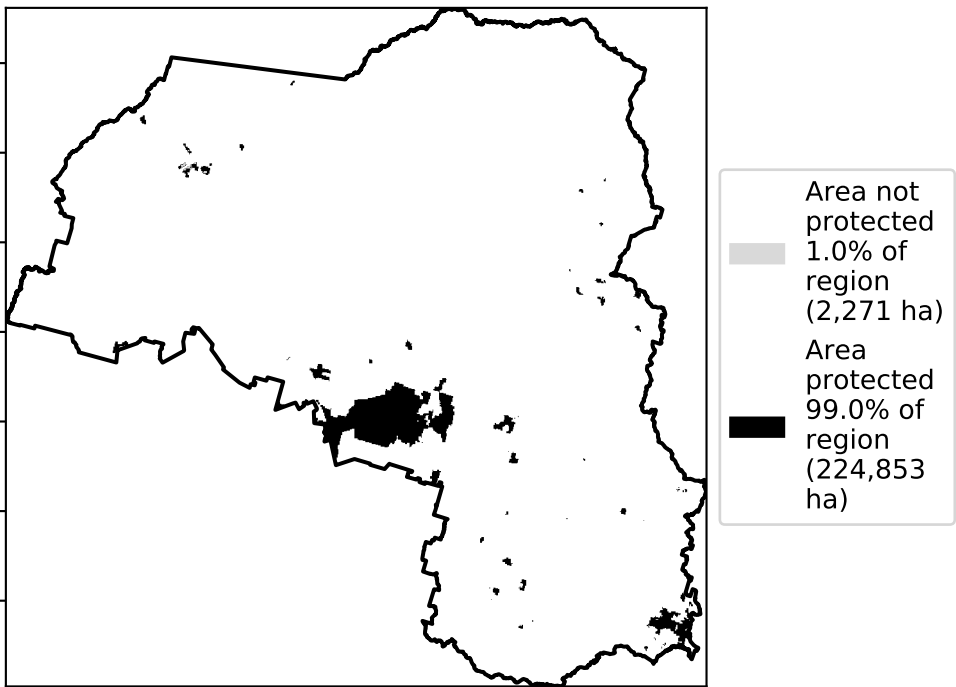 Area not
protected
1.0% of
region
(2,271 ha)
Area
protected
99.0% of
region
(224,853
ha)